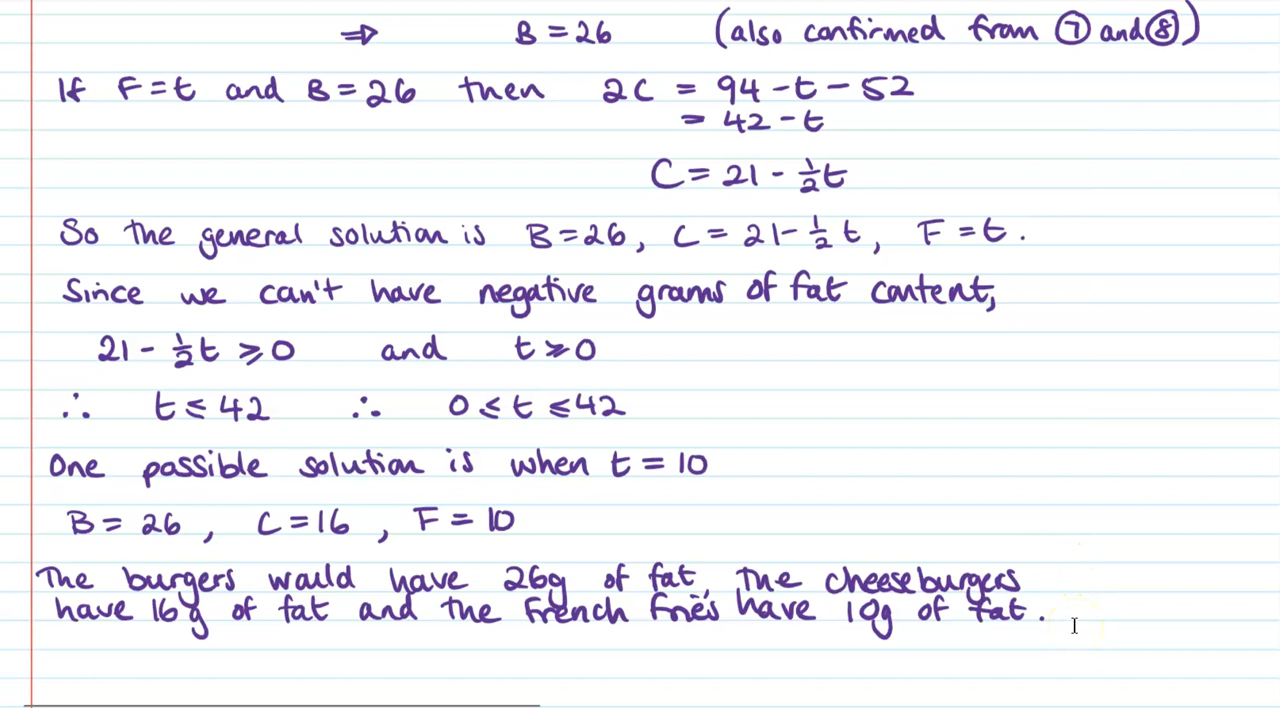 ⇒ B = 26 (also confirmed from ⑦ and ⑧)
If F = t and B = 26 then 2C = 94 - t - 52
= 42 - t
C = 21 - ½t
So the general solution is B = 26, C = 21 - ½t, F = t.
Since we can't have negative grams of fat content,
21 - ½t ⩾ 0 and t ⩾ 0
∴ t ⩽ 42 ∴ 0 ⩽ t ⩽ 42
One possible solution is when t = 10
B = 26, C = 16, F = 10
The burgers would have 26g of fat, the cheeseburgers
have 16g of fat and the French fries have 10g of fat.